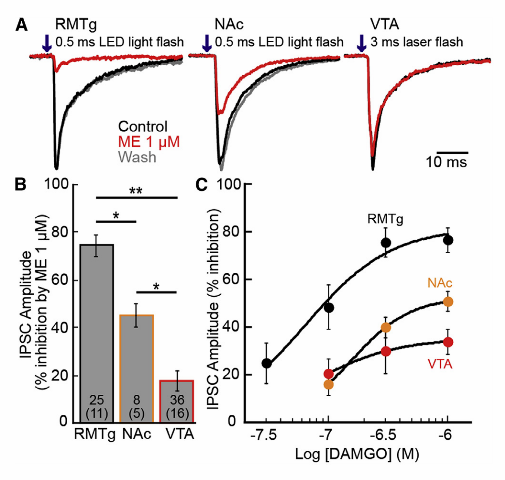 A
RMTg
0.5 ms LED light flash
NAc
0.5 ms LED light flash
VTA
3 ms laser flash
Control
ME 1 μM
Wash
10 ms
B
IPSC Amplitude
(% inhibition by ME 1 μM)
100
80
60
40
20
0
**
*
*
25
(11)
8
(5)
36
(16)
RMTg
NAc
VTA
C
IPSC Amplitude (% inhibition)
100
80
60
40
20
0
RMTg
NAc
VTA
-7.5
-7
-6.5
-6
Log [DAMGO] (M)